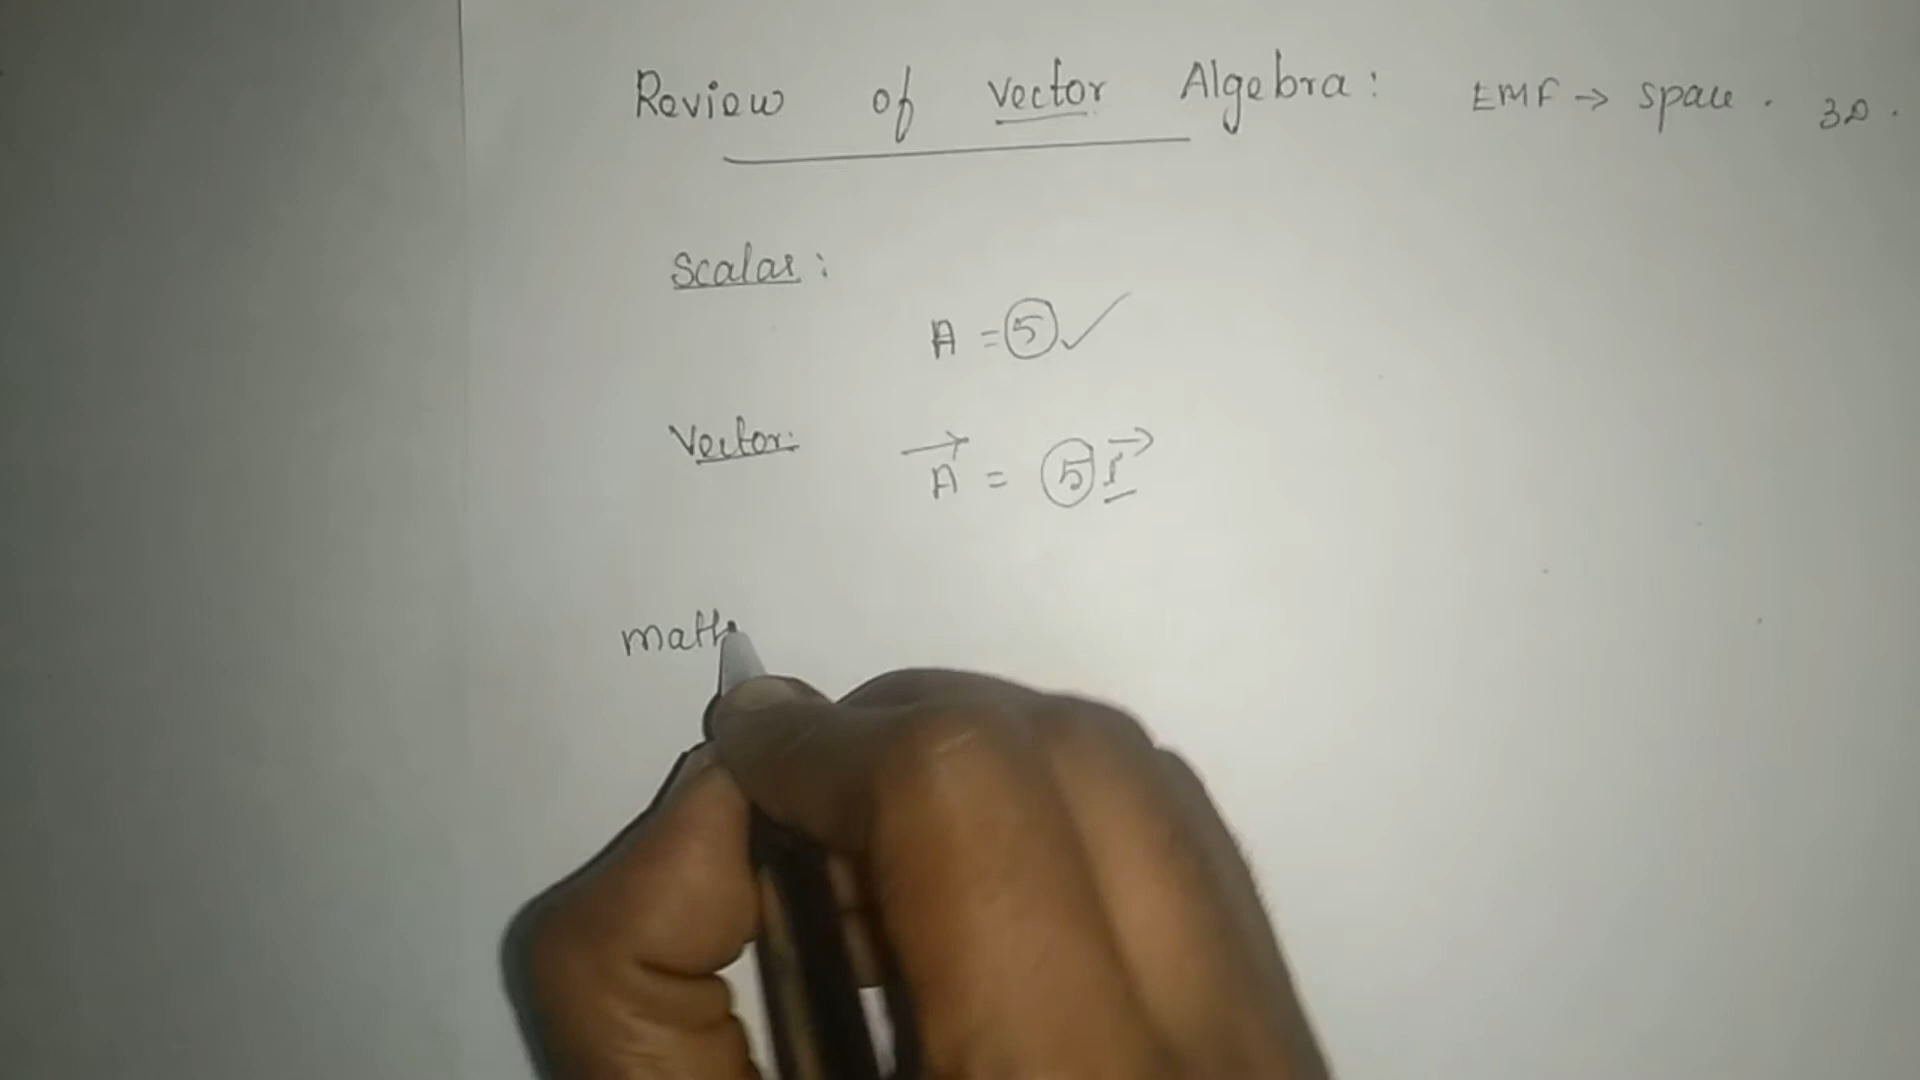 Review of vector Algebra: EMF → space. 3D.
Scalar:
A = 5 ✓
Vector:
→A = 5 →I
math